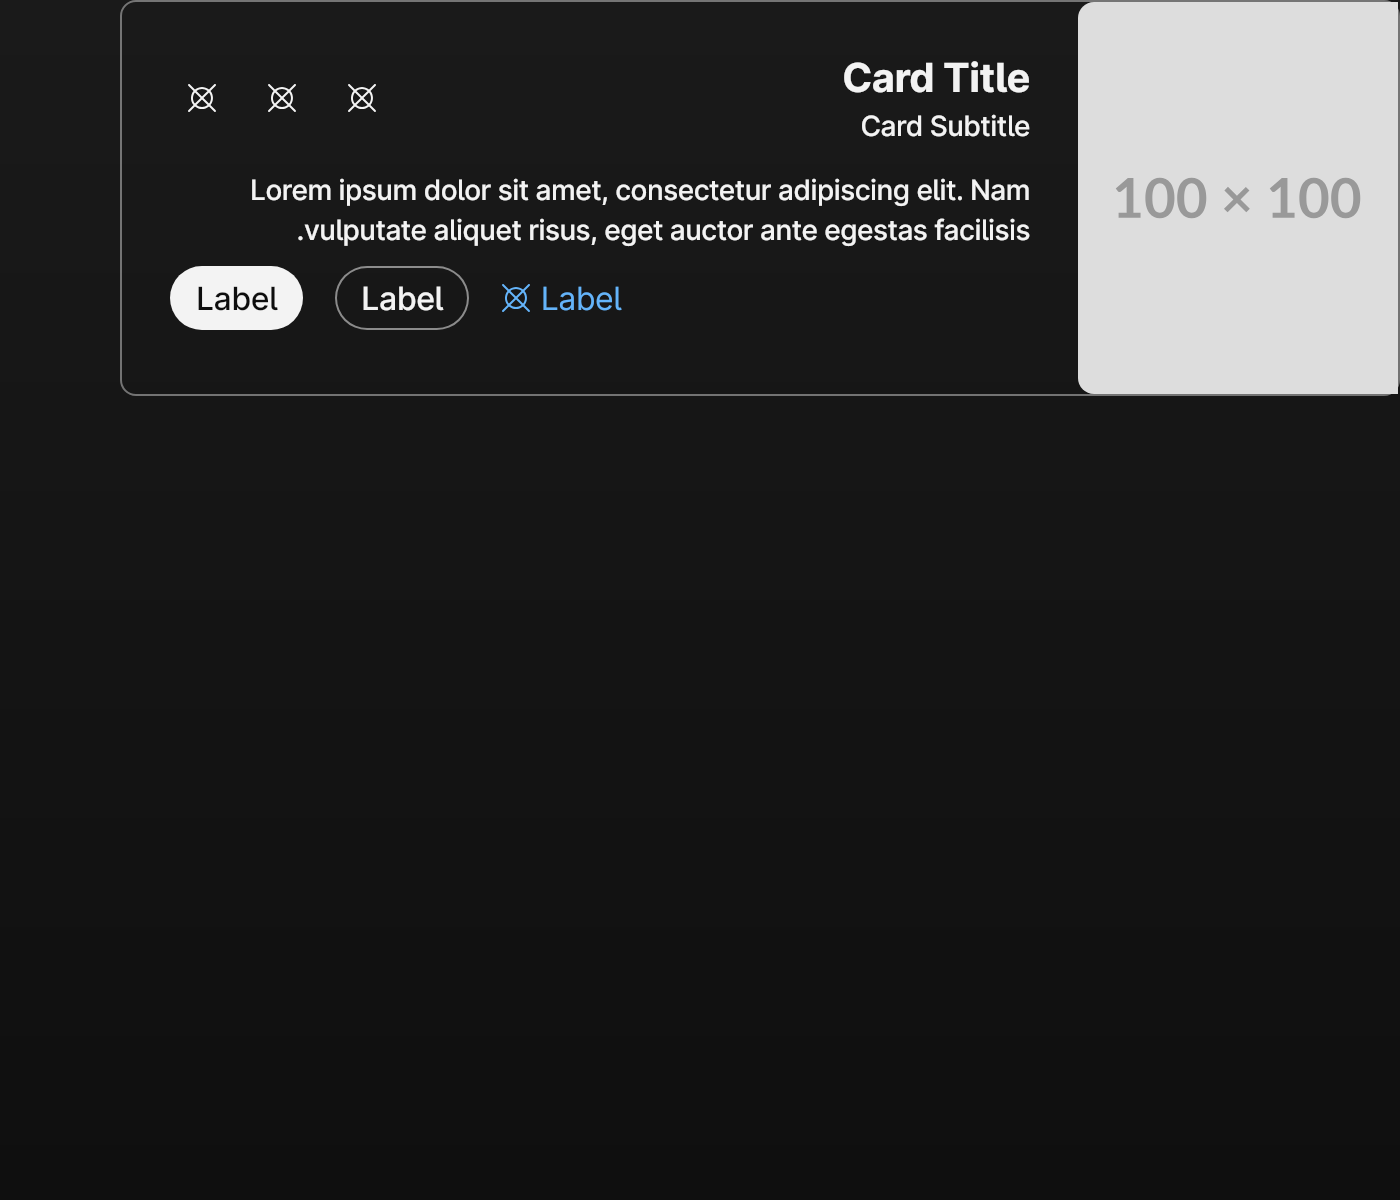 Card Title
Card Subtitle
Lorem ipsum dolor sit amet, consectetur adipiscing elit. Nam
.vulputate aliquet risus, eget auctor ante egestas facilisis
Label
Label
Label
100 × 100